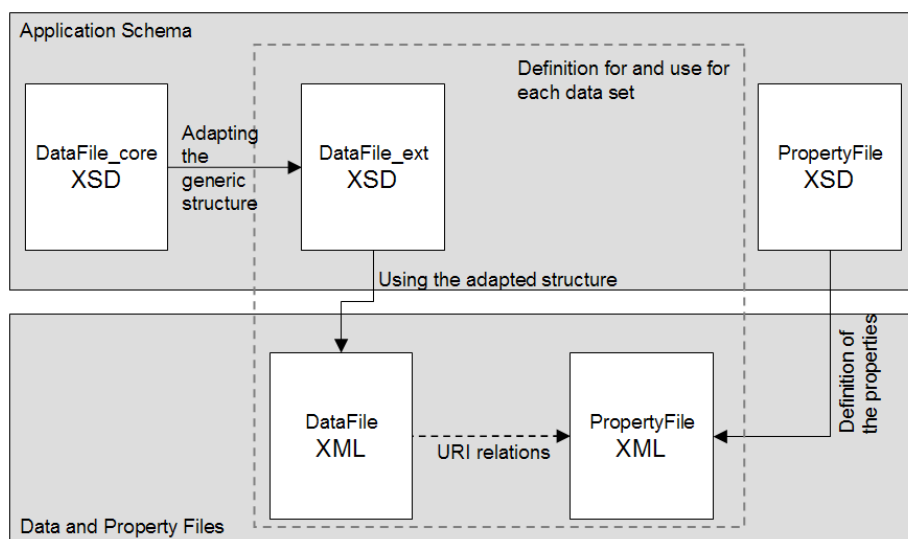 Application Schema
Definition for and use for
each data set
DataFile_core
XSD
Adapting
the
generic
structure
DataFile_ext
XSD
PropertyFile
XSD
Using the adapted structure
Definition of
the properties
DataFile
XML
URI relations
PropertyFile
XML
Data and Property Files